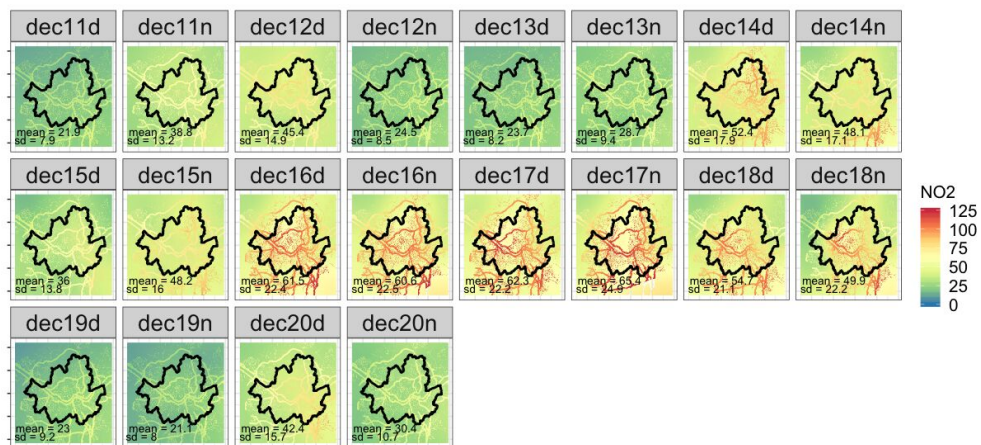 dec11d dec11n dec12d dec12n dec13d dec13n dec14d dec14n
mean = 21.9 mean = 38.8 mean = 45.4 mean = 24.5 mean = 23.7 mean = 28.7 mean = 52.4 mean = 48.1
sd = 7.9 sd = 13.2 sd = 14.9 sd = 8.5 sd = 8.2 sd = 9.4 sd = 17.9 sd = 17.1
dec15d dec15n dec16d dec16n dec17d dec17n dec18d dec18n
mean = 36 mean = 48.2 mean = 61.5 mean = 60.6 mean = 62.3 mean = 65.4 mean = 54.7 mean = 49.9
sd = 13.8 sd = 16 sd = 22.4 sd = 22.5 sd = 22.2 sd = 24.9 sd = 21.1 sd = 22.2
NO2
125
100
75
50
25
0
dec19d dec19n dec20d dec20n
mean = 23 mean = 21.1 mean = 42.4 mean = 30.4
sd = 9.2 sd = 8 sd = 15.7 sd = 10.7